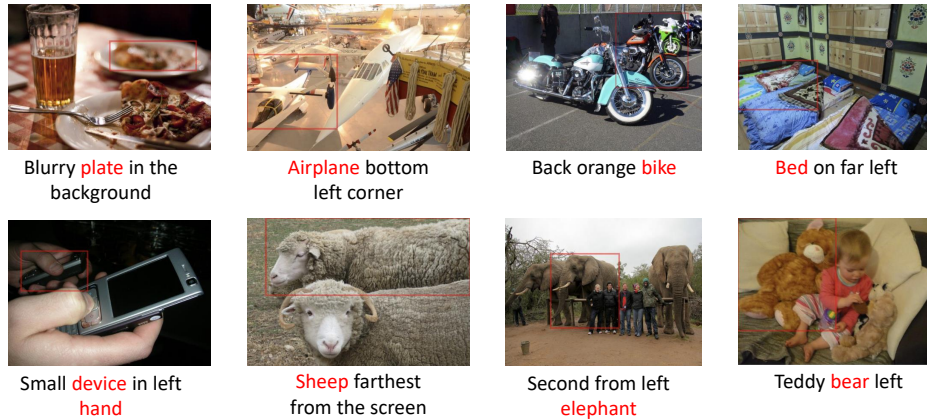 Blurry plate in the
background
Airplane bottom
left corner
Back orange bike
Bed on far left
Small device in left
hand
Sheep farthest
from the screen
Second from left
elephant
Teddy bear left